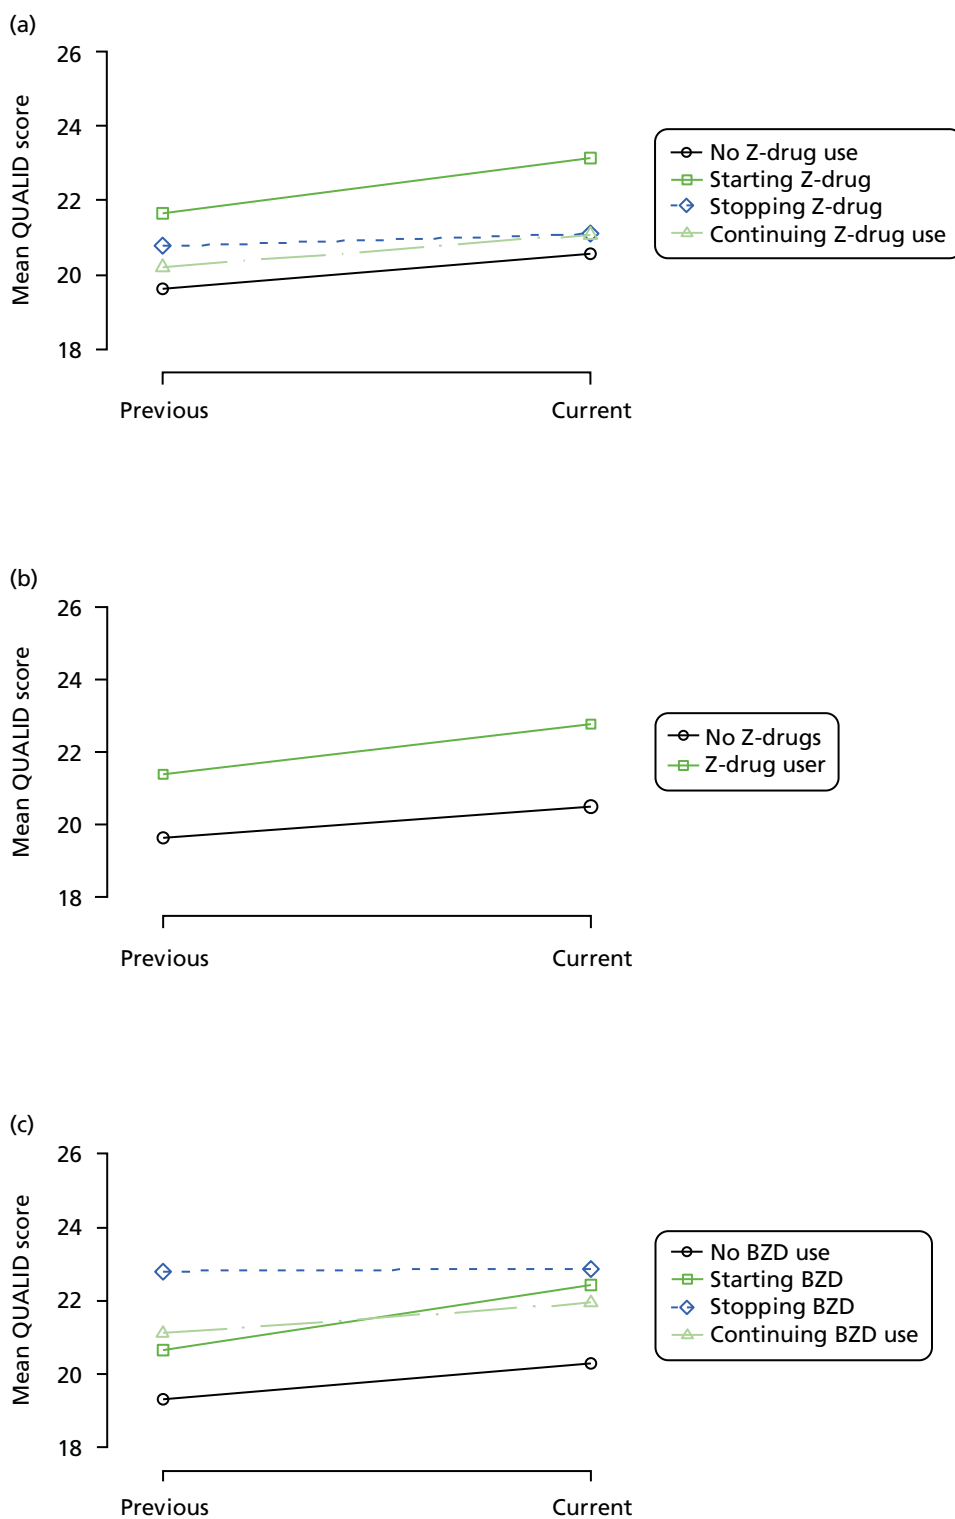 (a)
Mean QUALID score
26
24
22
20
18
Previous
Current
No Z-drug use
Starting Z-drug
Stopping Z-drug
Continuing Z-drug use
(b)
Mean QUALID score
26
24
22
20
18
Previous
Current
No Z-drugs
Z-drug user
(c)
Mean QUALID score
26
24
22
20
18
Previous
Current
No BZD use
Starting BZD
Stopping BZD
Continuing BZD use